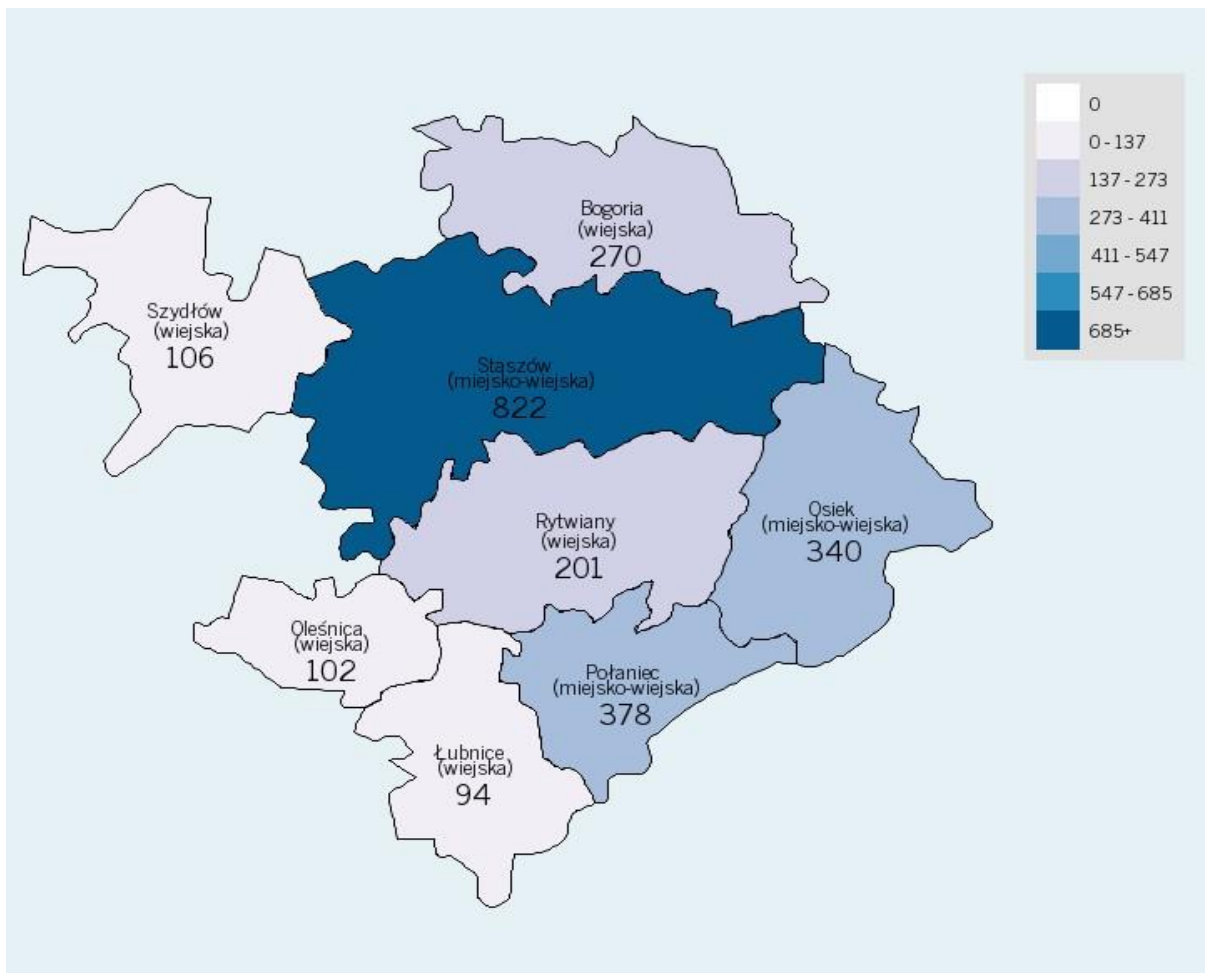 0
0 - 137
137 - 273
273 - 411
411 - 547
547 - 685
685+
Bogoria
(wiejska)
270
Szydłów
(wiejska)
106
Staszów
(miejsko-wiejska)
822
Osiek
(miejsko-wiejska)
340
Rytwiany
(wiejska)
201
Oleśnica
(wiejska)
102
Połaniec
(miejsko-wiejska)
378
Łubnice
(wiejska)
94